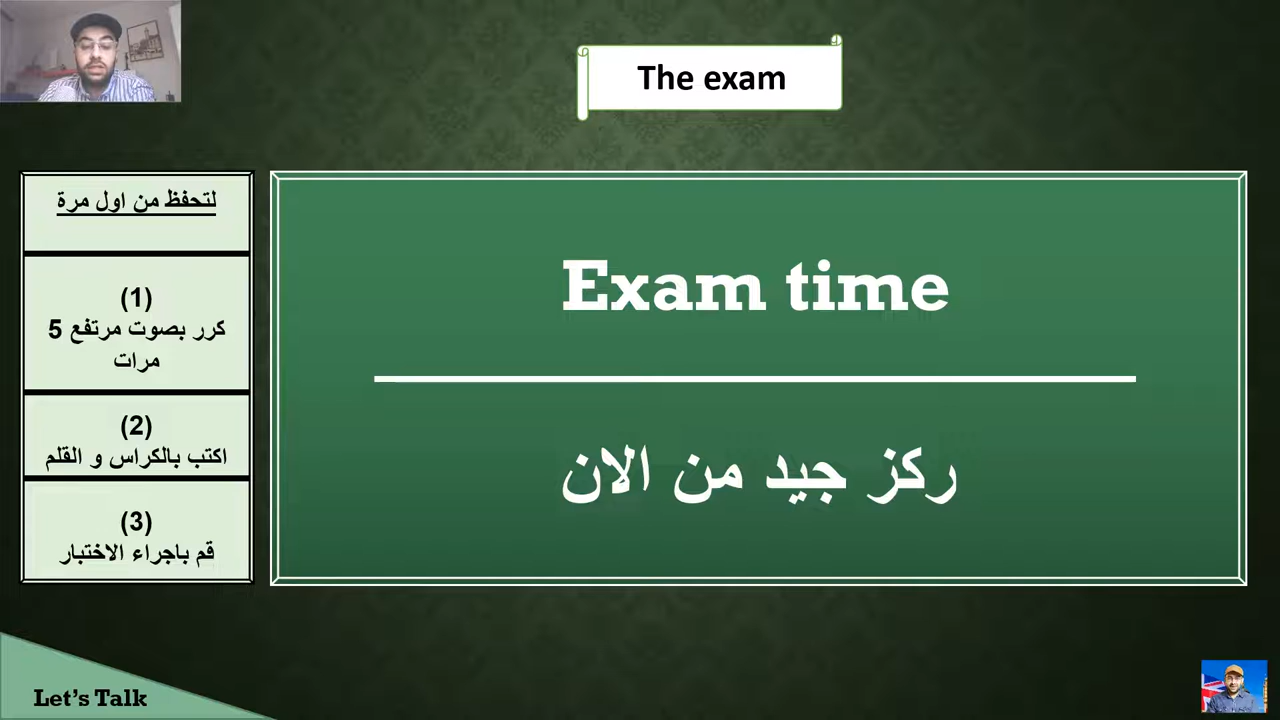 The exam
لتحفظ من اول مرة
(1)
كرر بصوت مرتفع 5
مرات
(2)
اكتب بالكراس و القلم
(3)
قم باجراء الاختبار
Exam time
ركز جيد من الان
Let's Talk